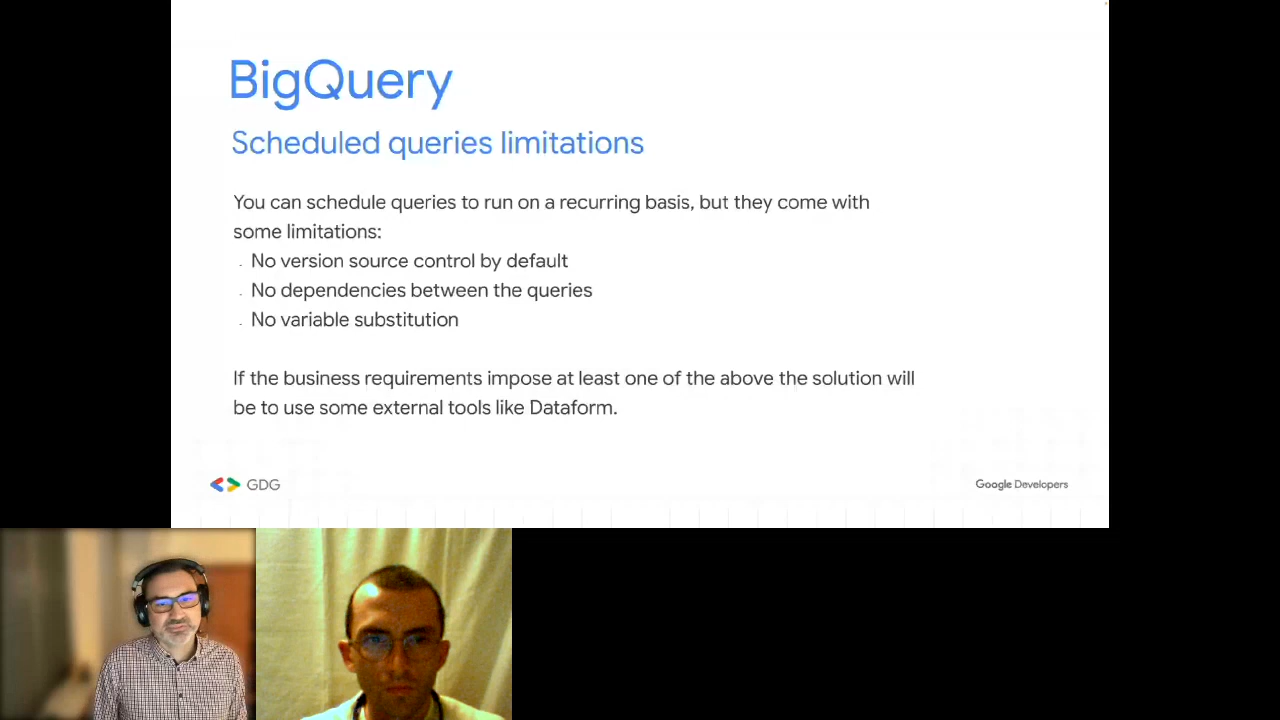 BigQuery
Scheduled queries limitations
You can schedule queries to run on a recurring basis, but they come with
some limitations:
- No version source control by default
- No dependencies between the queries
- No variable substitution
If the business requirements impose at least one of the above the solution will
be to use some external tools like Dataform.
GDG
Google Developers